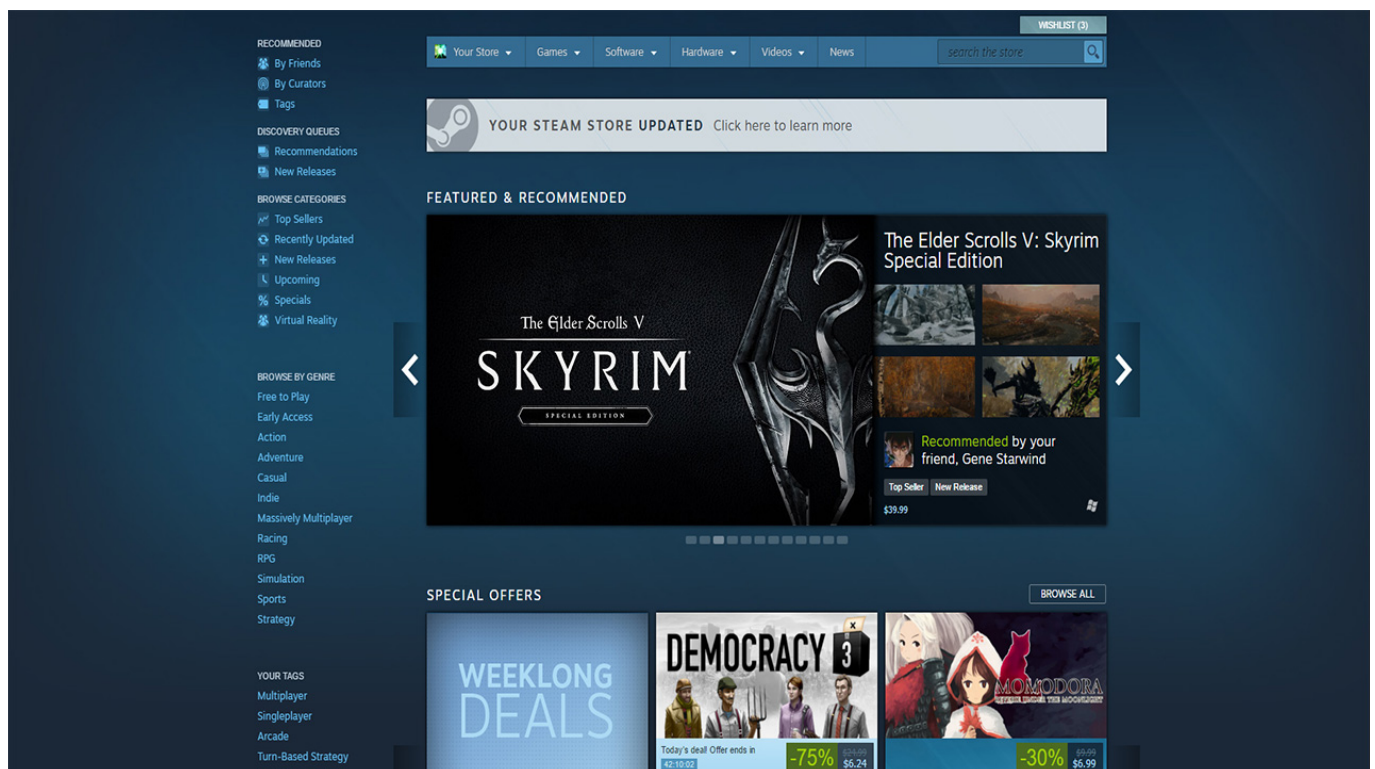 WISHLIST (3)
Your Store
Games
Software
Hardware
Videos
News
search the store
RECOMMENDED
By Friends
By Curators
Tags
DISCOVERY QUEUES
Recommendations
New Releases
BROWSE CATEGORIES
Top Sellers
Recently Updated
New Releases
Upcoming
Specials
Virtual Reality
BROWSE BY GENRE
Free to Play
Early Access
Action
Adventure
Casual
Indie
Massively Multiplayer
Racing
RPG
Simulation
Sports
Strategy
YOUR TAGS
Multiplayer
Singleplayer
Arcade
Turn-Based Strategy
YOUR STEAM STORE UPDATED Click here to learn more
FEATURED & RECOMMENDED
The Elder Scrolls V
SKYRIM
SPECIAL EDITION
The Elder Scrolls V: Skyrim
Special Edition
Recommended by your
friend, Gene Starwind
Top Seller
New Release
$39.99
SPECIAL OFFERS
BROWSE ALL
WEEKLONG
DEALS
DEMOCRACY 3
X
Today's deal! Offer ends in
42:10:02
-75%
$24.99
$6.24
MOMODORA
REVERIE UNDER THE MOONLIGHT
-30%
$9.99
$6.99